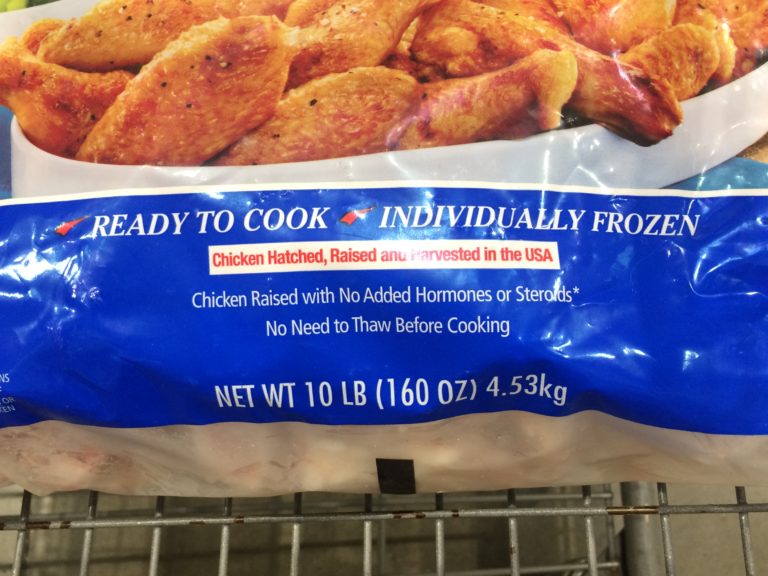 READY TO COOK INDIVIDUALLY FROZEN
Chicken Hatched, Raised and Harvested in the USA
Chicken Raised with No Added Hormones or Steroids*
No Need to Thaw Before Cooking
NET WT 10 LB (160 OZ) 4.53kg